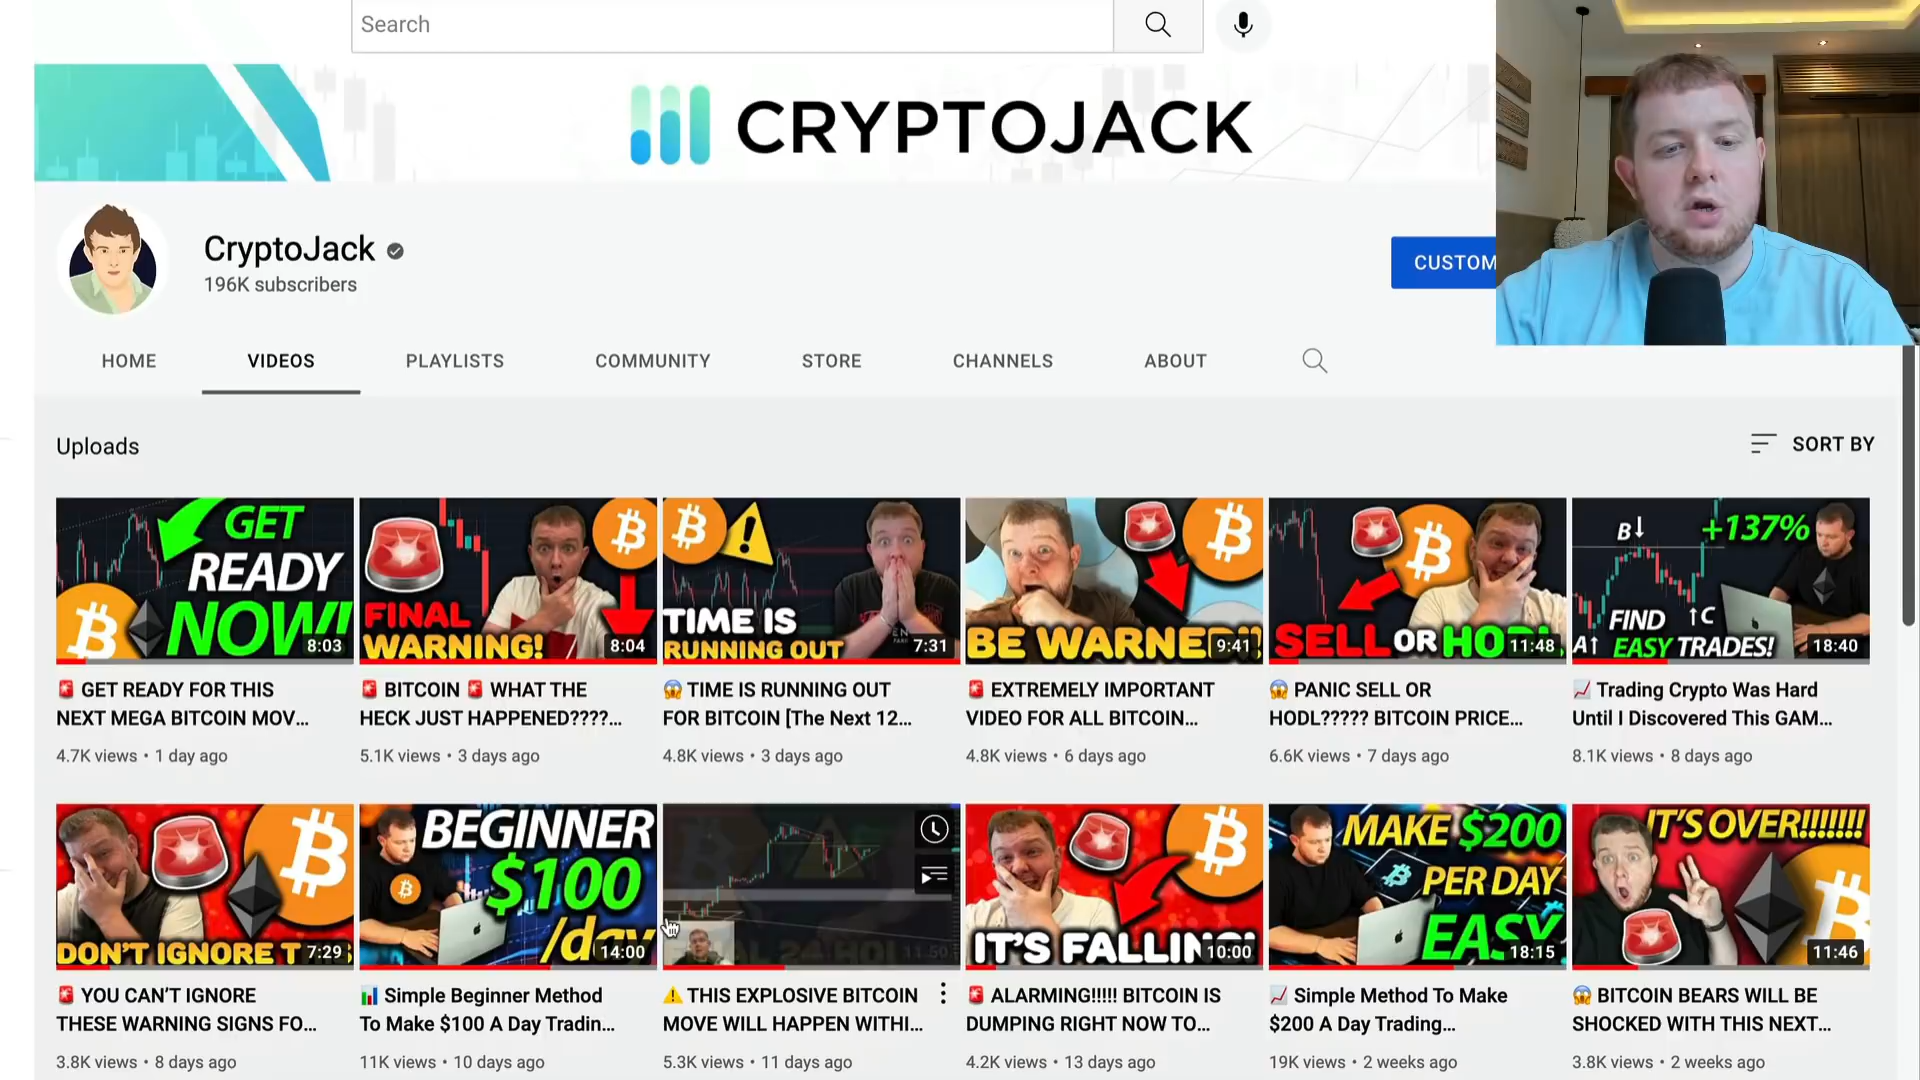 Search
CRYPTOJACK
CryptoJack
196K subscribers
CUSTOM
HOME
VIDEOS
PLAYLISTS
COMMUNITY
STORE
CHANNELS
ABOUT
Uploads
SORT BY
GET
READY
NOW!
8:03
FINAL
WARNING!
8:04
TIME IS
RUNNING OUT
7:31
BE WARNED
9:41
SELL OR HODL
11:48
B↓ +137%
FIND ↑C
A↑ EASY TRADES!
18:40
🚨 GET READY FOR THIS
NEXT MEGA BITCOIN MOV...
4.7K views • 1 day ago
🚨 BITCOIN 🚨 WHAT THE
HECK JUST HAPPENED????...
5.1K views • 3 days ago
😱 TIME IS RUNNING OUT
FOR BITCOIN [The Next 12...
4.8K views • 3 days ago
🚨 EXTREMELY IMPORTANT
VIDEO FOR ALL BITCOIN...
4.8K views • 6 days ago
😱 PANIC SELL OR
HODL????? BITCOIN PRICE...
6.6K views • 7 days ago
📈 Trading Crypto Was Hard
Until I Discovered This GAM...
8.1K views • 8 days ago
DON'T IGNORE
7:29
BEGINNER
$100
/day
14:00
11:50
IT'S FALLING
10:00
MAKE $200
PER DAY
EASY
18:15
IT'S OVER!!!!!!!
11:46
🚨 YOU CAN'T IGNORE
THESE WARNING SIGNS FO...
3.8K views • 8 days ago
📊 Simple Beginner Method
To Make $100 A Day Tradin...
11K views • 10 days ago
⚠️ THIS EXPLOSIVE BITCOIN
MOVE WILL HAPPEN WITHI...
5.3K views • 11 days ago
🚨 ALARMING!!!!! BITCOIN IS
DUMPING RIGHT NOW TO...
4.2K views • 13 days ago
📈 Simple Method To Make
$200 A Day Trading...
19K views • 2 weeks ago
😱 BITCOIN BEARS WILL BE
SHOCKED WITH THIS NEXT...
3.8K views • 2 weeks ago